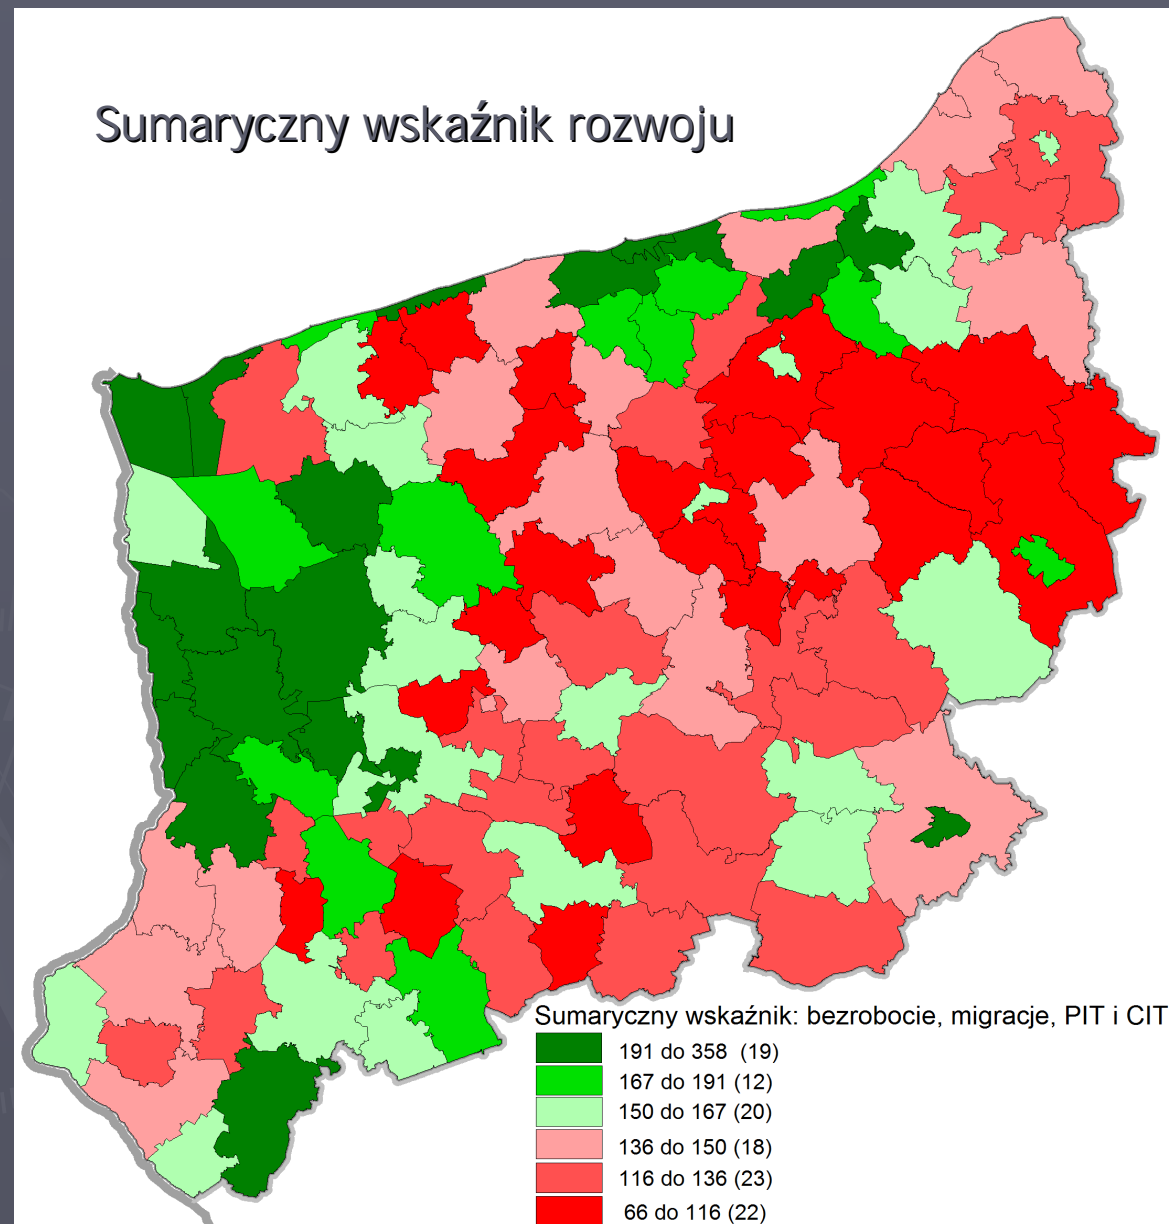 Sumaryczny wskaźnik rozwoju
Sumaryczny wskaźnik: bezrobocie, migracje, PIT i CIT
191 do 358 (19)
167 do 191 (12)
150 do 167 (20)
136 do 150 (18)
116 do 136 (23)
66 do 116 (22)